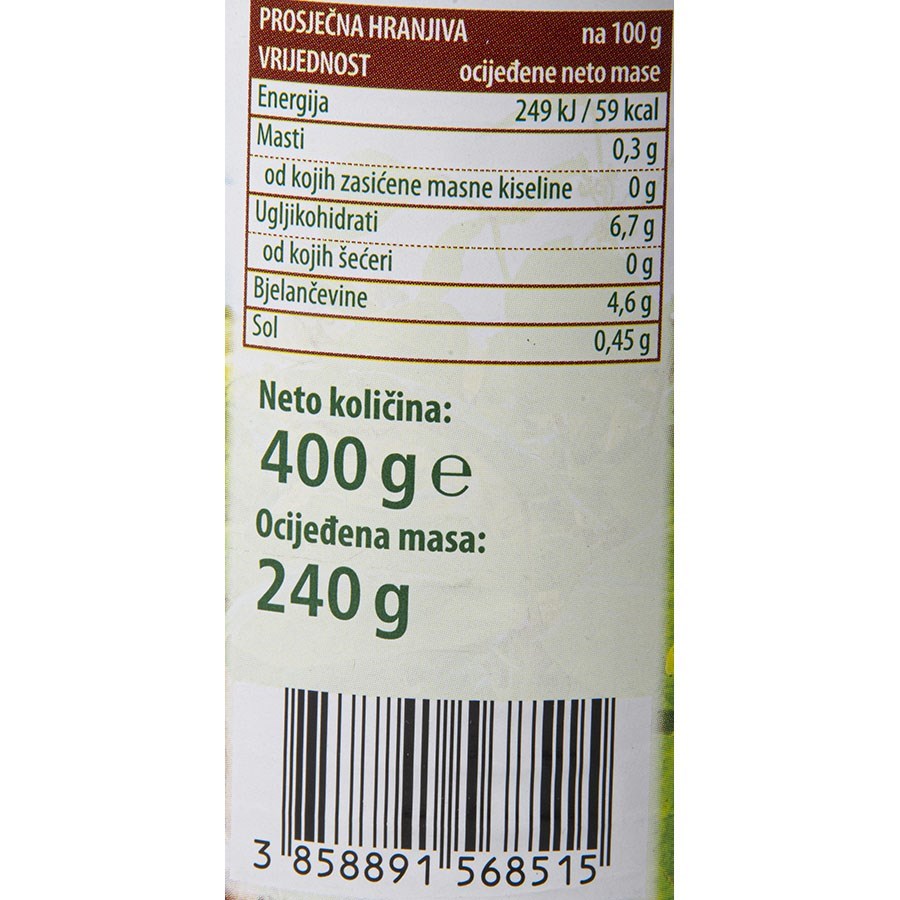 PROSJEČNA HRANJIVA na 100 g
VRIJEDNOST ocijeđene neto mase
Energija 249 kJ / 59 kcal
Masti 0,3 g
od kojih zasićene masne kiseline 0 g
Ugljikohidrati 6,7 g
od kojih šećeri 0 g
Bjelančevine 4,6 g
Sol 0,45 g
Neto količina:
400 g ℮
Ocijeđena masa:
240 g
3 858891 568515